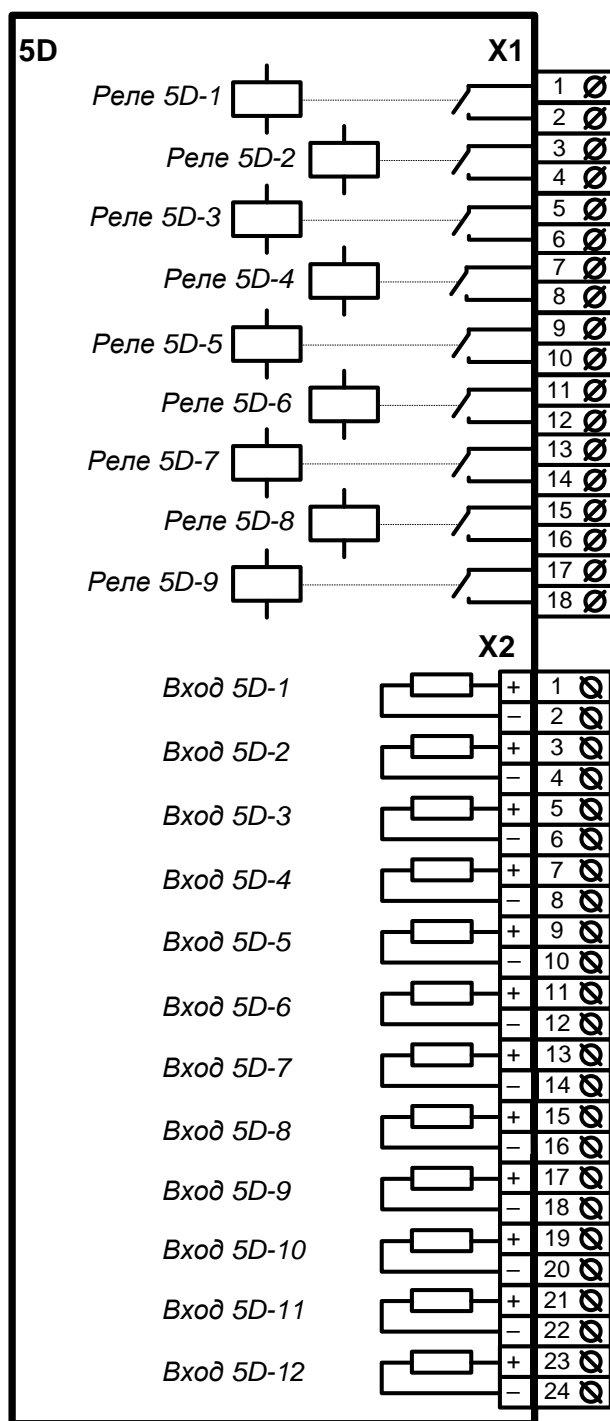 5D X1
Реле 5D-1 1
2
Реле 5D-2 3
4
Реле 5D-3 5
6
Реле 5D-4 7
8
Реле 5D-5 9
10
Реле 5D-6 11
12
Реле 5D-7 13
14
Реле 5D-8 15
16
Реле 5D-9 17
18
X2
Вход 5D-1 + 1
– 2
Вход 5D-2 + 3
– 4
Вход 5D-3 + 5
– 6
Вход 5D-4 + 7
– 8
Вход 5D-5 + 9
– 10
Вход 5D-6 + 11
– 12
Вход 5D-7 + 13
– 14
Вход 5D-8 + 15
– 16
Вход 5D-9 + 17
– 18
Вход 5D-10 + 19
– 20
Вход 5D-11 + 21
– 22
Вход 5D-12 + 23
– 24